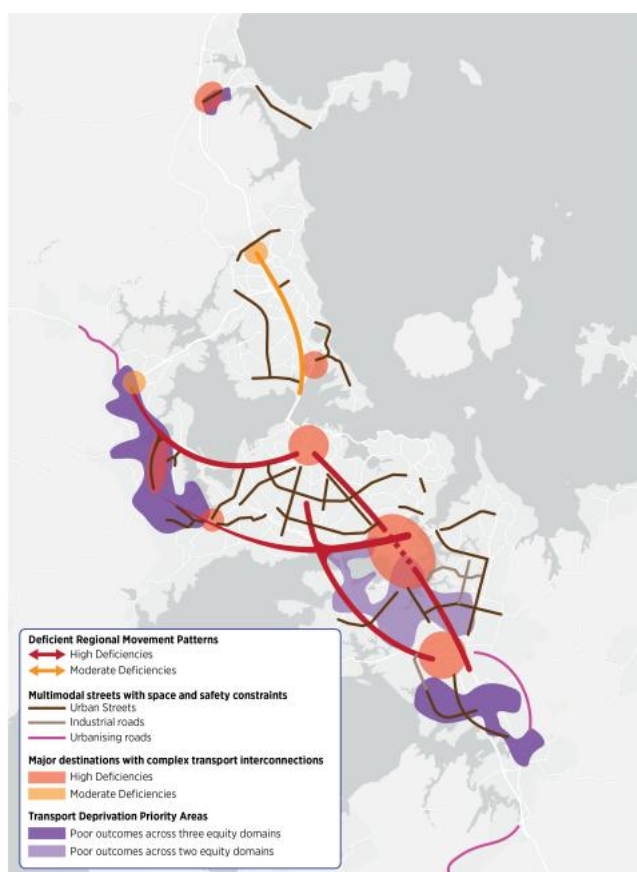 Deficient Regional Movement Patterns
High Deficiencies
Moderate Deficiencies
Multimodal streets with space and safety constraints
Urban Streets
Industrial roads
Urbanising roads
Major destinations with complex transport interconnections
High Deficiencies
Moderate Deficiencies
Transport Deprivation Priority Areas
Poor outcomes across three equity domains
Poor outcomes across two equity domains